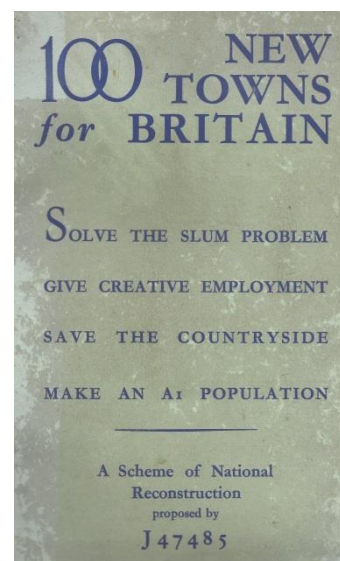 100 NEW
TOWNS
for BRITAIN
SOLVE THE SLUM PROBLEM
GIVE CREATIVE EMPLOYMENT
SAVE THE COUNTRYSIDE
MAKE AN A1 POPULATION
A Scheme of National
Reconstruction
proposed by
J47485